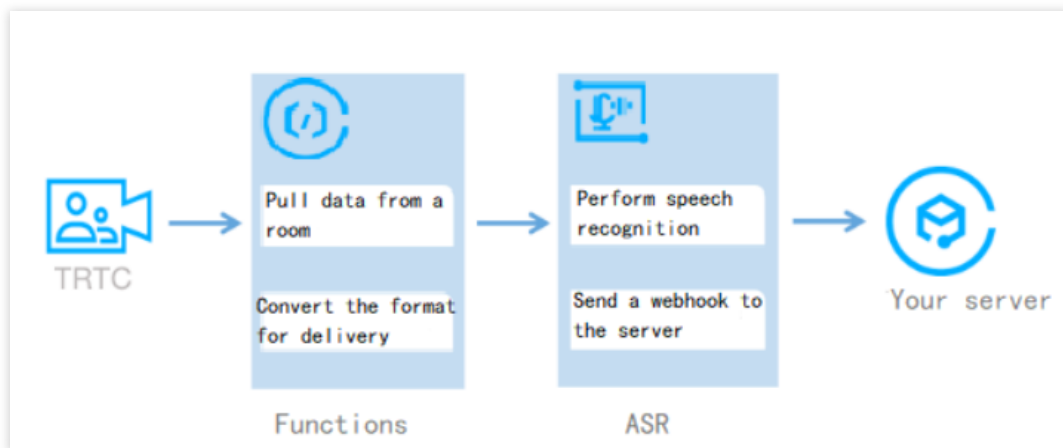 TRTC
Pull data from a
room
Convert the format
for delivery
Functions
Perform speech
recognition
Send a webhook to
the server
ASR
Your server